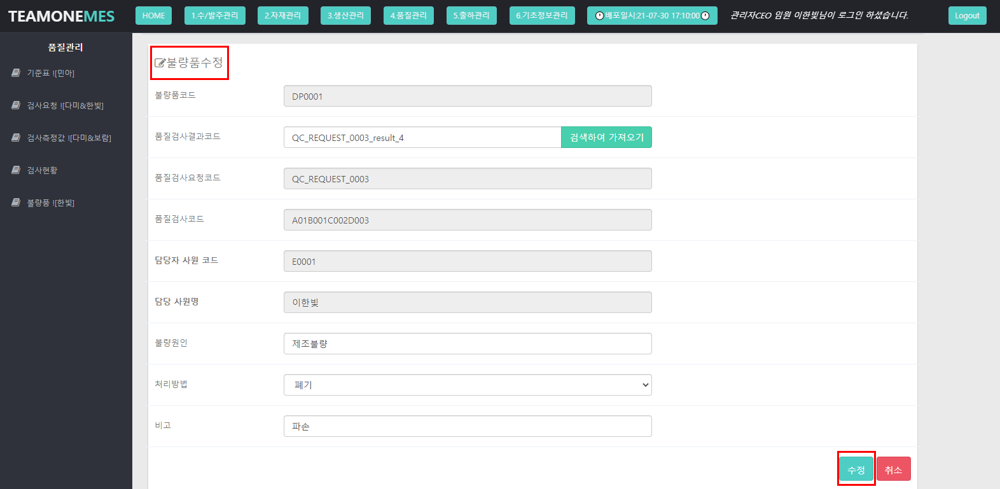 TEAMONEMES
HOME
1.수/발주관리
2.자재관리
3.생산관리
4.품질관리
5.출하관리
6.기초정보관리
배포일시:21-07-30 17:10:00
관리자CEO 임원 이한빛님이 로그인 하셨습니다.
Logout
품질관리
기준표 ![민아]
검사요청 ![다미&한빛]
검사측정값 ![다미&보람]
검사현황
불량품 ![한빛]
불량품수정
불량품코드
DP0001
품질검사결과코드
QC_REQUEST_0003_result_4
검색하여 가져오기
품질검사요청코드
QC_REQUEST_0003
품질검사코드
A01B001C002D003
담당자 사원 코드
E0001
담당 사원명
이한빛
불량원인
제조불량
처리방법
폐기
비고
파손
수정
취소